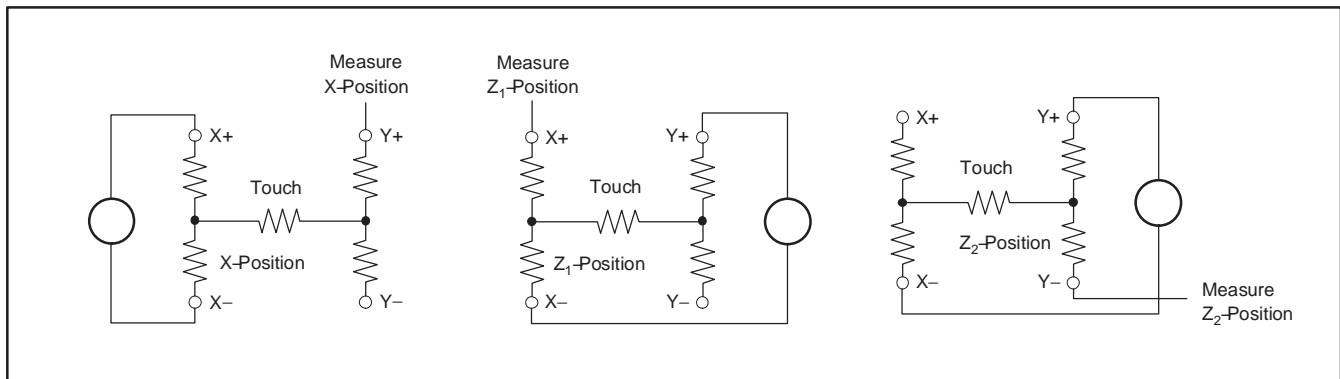 Measure
X–Position
X+
Y+
Touch
X–Position
X–
Y–
Measure
Z₁–Position
X+
Y+
Touch
Z₁–Position
X–
Y–
X+
Y+
Touch
Z₂–Position
X–
Y–
Measure
Z₂–Position